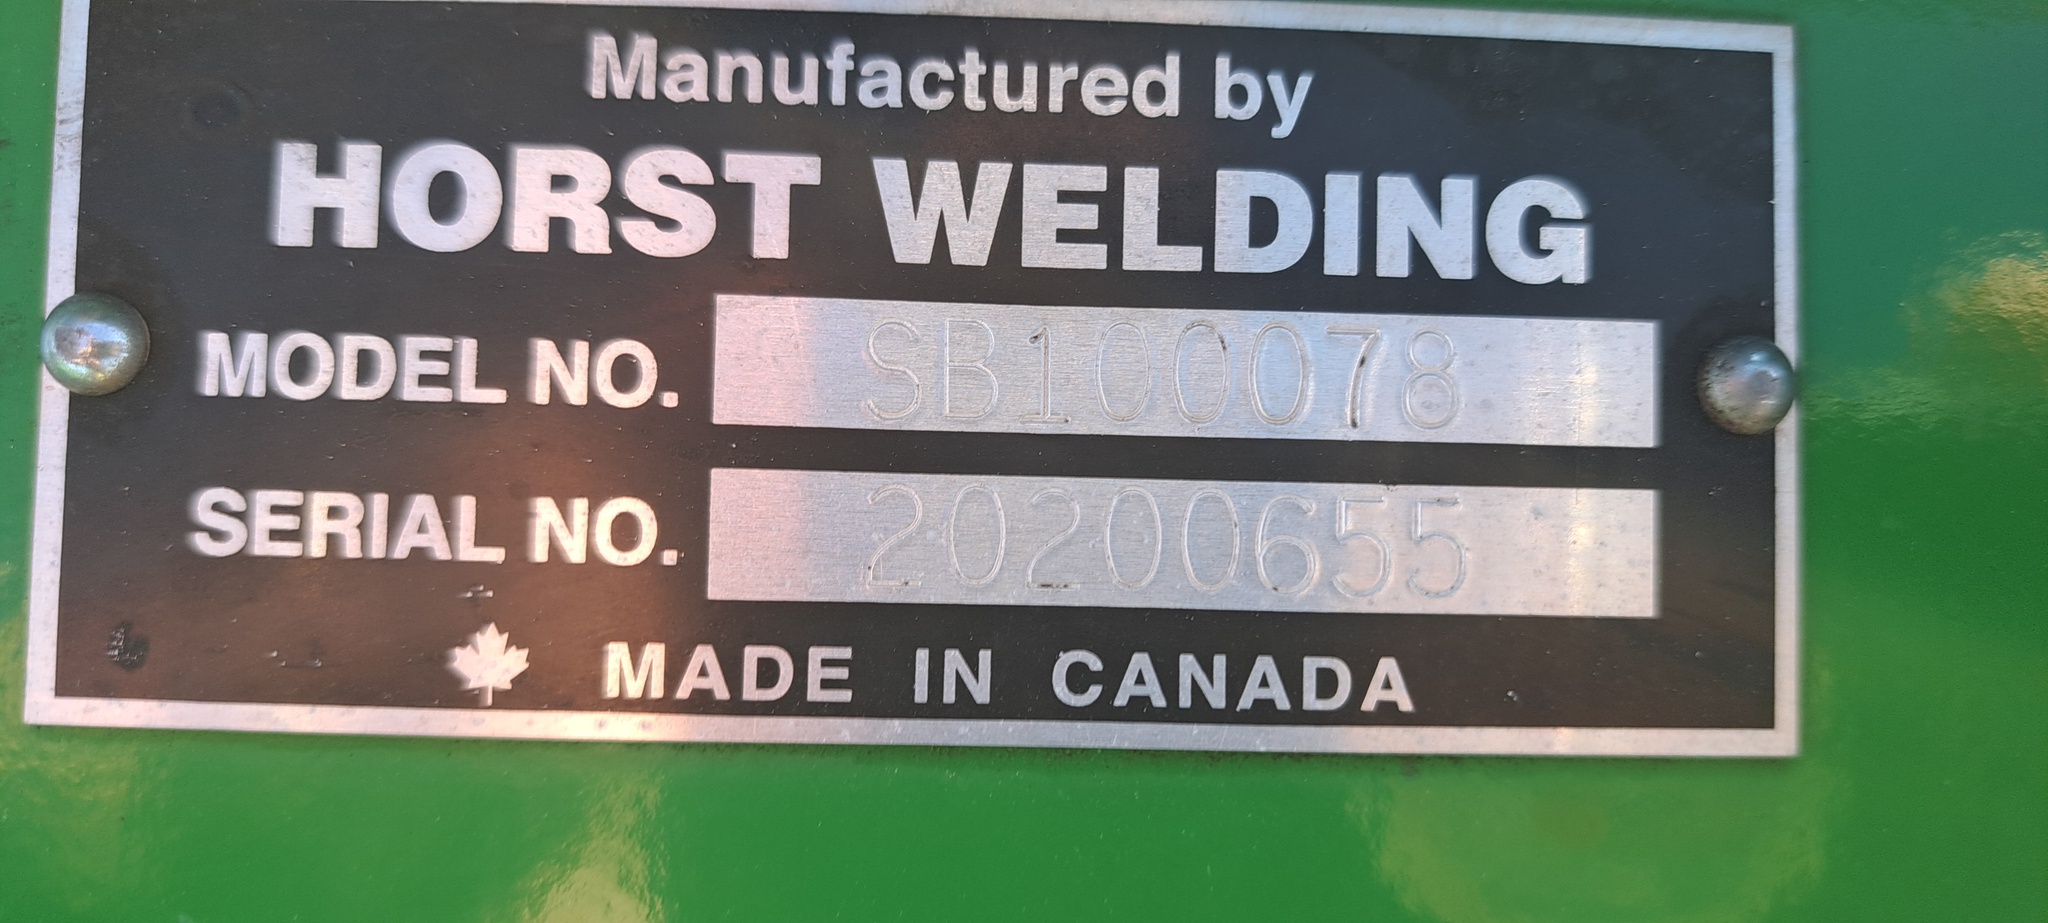 Manufactured by
HORST WELDING
MODEL NO. SB100078
SERIAL NO. 20200655
MADE IN CANADA